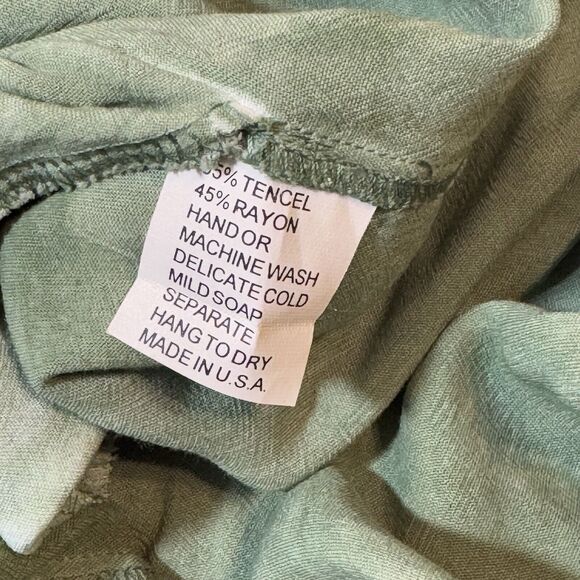 5% TENCEL
45% RAYON
HAND OR
MACHINE WASH
DELICATE COLD
MILD SOAP
SEPARATE
HANG TO DRY
MADE IN U.S.A.